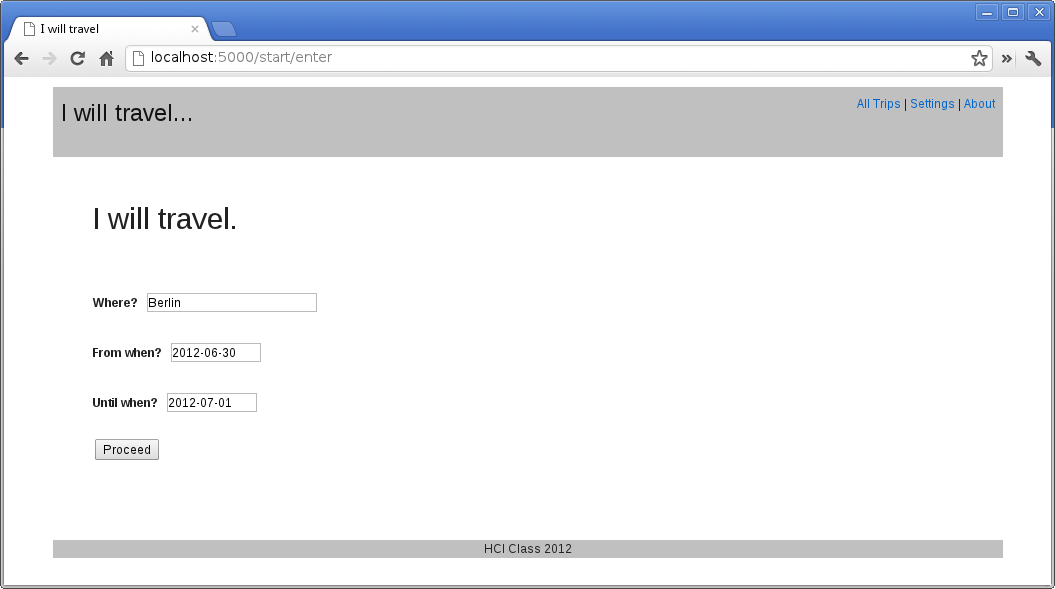 I will travel
localhost:5000/start/enter
I will travel...
All Trips | Settings | About
I will travel.
Where? Berlin
From when? 2012-06-30
Until when? 2012-07-01
Proceed
HCI Class 2012